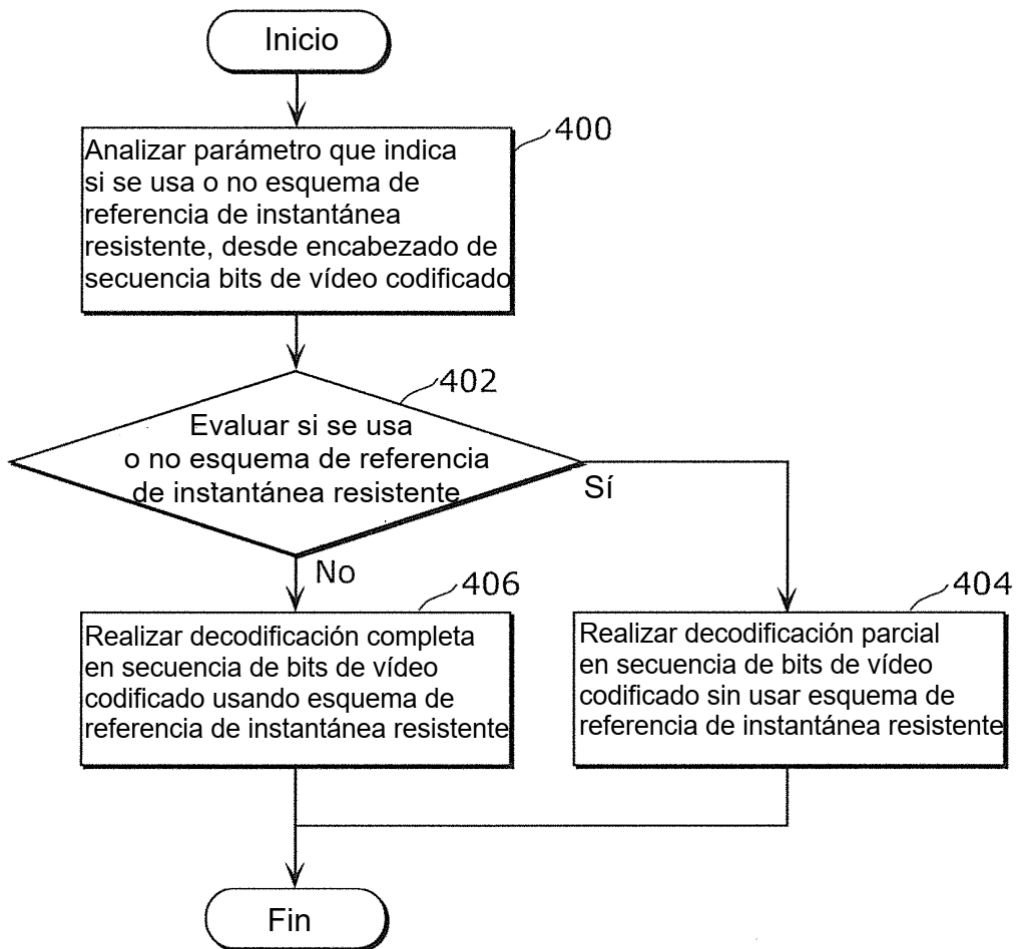 Inicio
400
Analizar parámetro que indica
si se usa o no esquema de
referencia de instantánea
resistente, desde encabezado de
secuencia bits de vídeo codificado
402
Evaluar si se usa
o no esquema de referencia
de instantánea resistente
Sí
No
406
Realizar decodificación completa
en secuencia de bits de vídeo
codificado usando esquema de
referencia de instantánea resistente
404
Realizar decodificación parcial
en secuencia de bits de vídeo
codificado sin usar esquema de
referencia de instantánea resistente
Fin